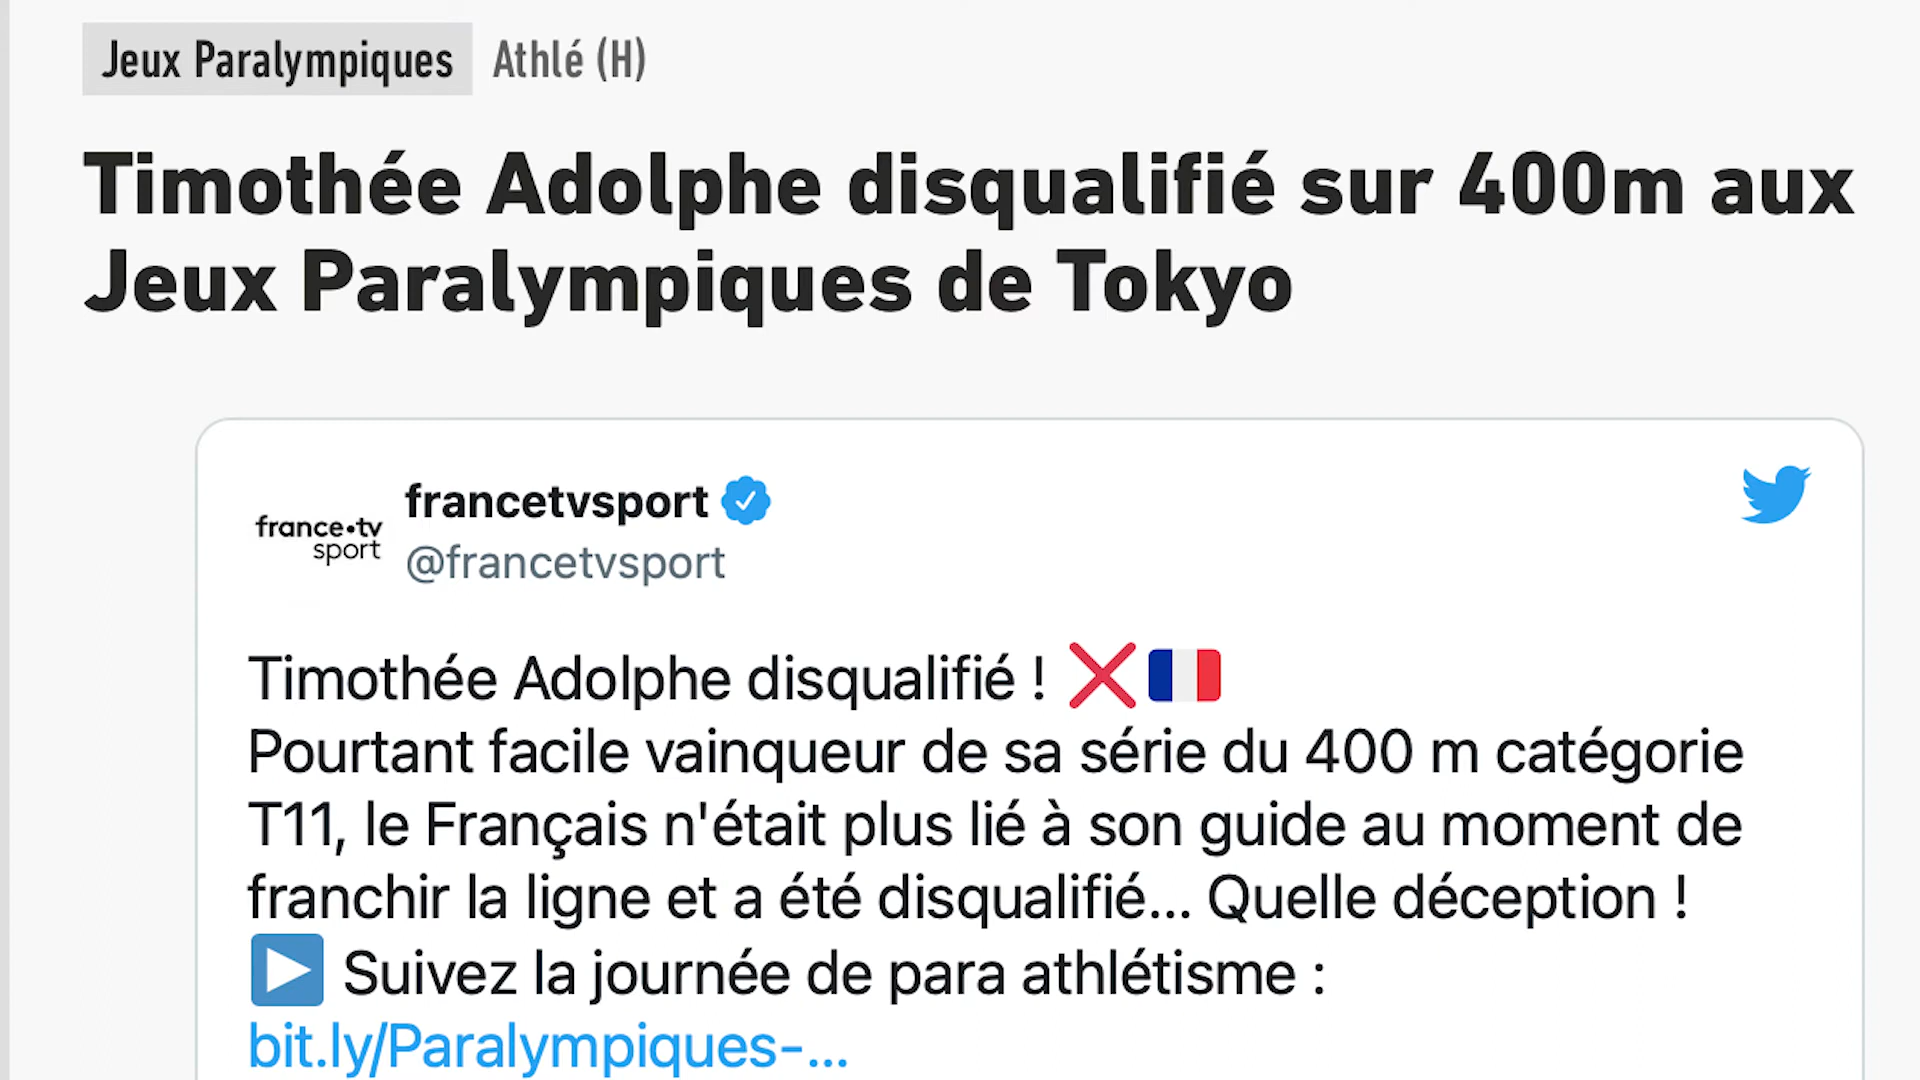 Jeux Paralympiques Athlé (H)
Timothée Adolphe disqualifié sur 400m aux
Jeux Paralympiques de Tokyo
france•tv
sport
francetvsport
@francetvsport
Timothée Adolphe disqualifié ! ❌🇫🇷
Pourtant facile vainqueur de sa série du 400 m catégorie
T11, le Français n'était plus lié à son guide au moment de
franchir la ligne et a été disqualifié... Quelle déception !
▶️ Suivez la journée de para athlétisme :
bit.ly/Paralympiques-...